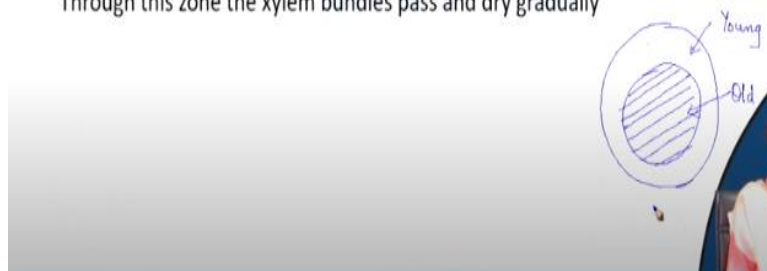 Through this zone the xylem bundles pass and dry gradually
Young
Old